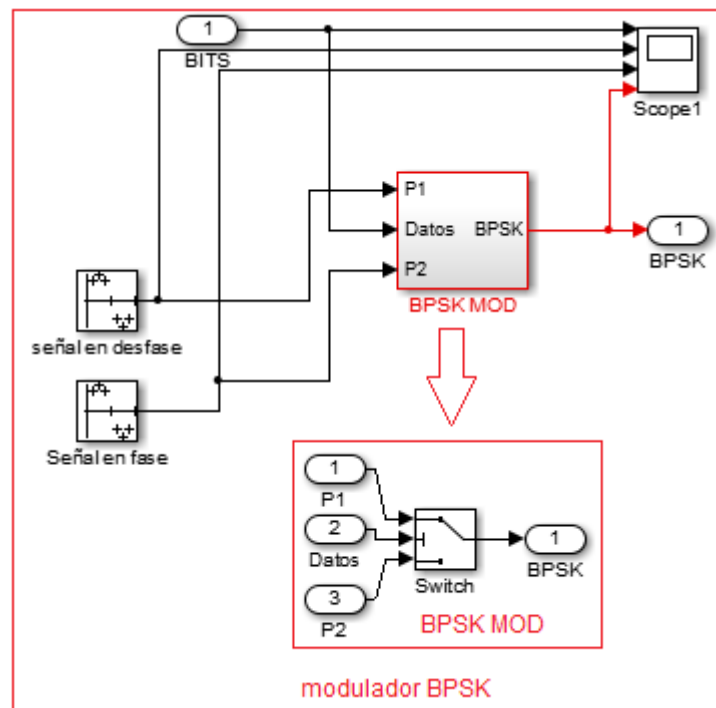 1
BITS
Scope1
P1
Datos
BPSK
P2
BPSK MOD
1
BPSK
señal en desfase
Señal en fase
1
P1
2
Datos
3
P2
Switch
1
BPSK
BPSK MOD
modulador BPSK